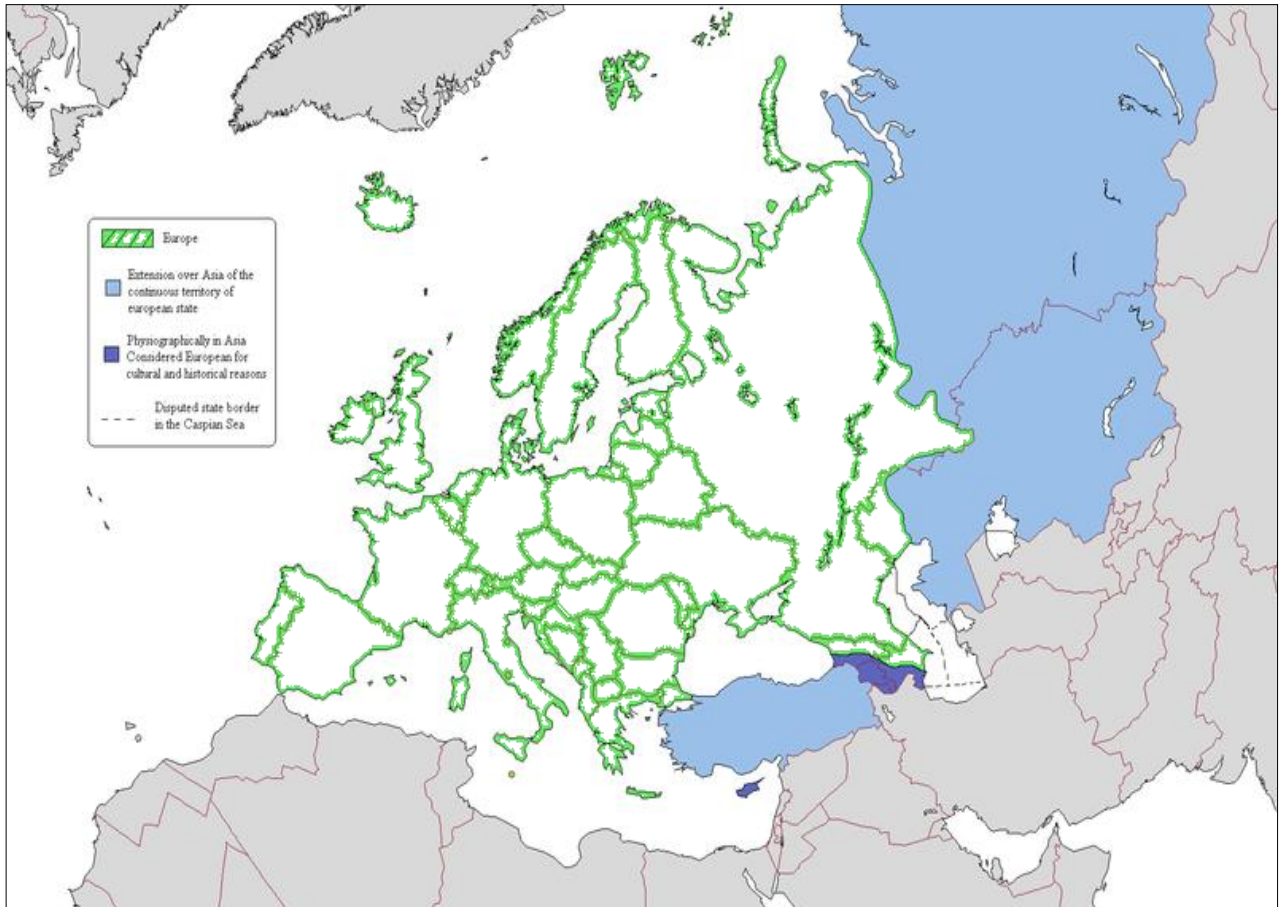 Europe
Extension over Asia of the
continuous territory of
european state
Physiographically in Asia
Considered European for
cultural and historical reasons
Disputed state border
in the Caspian Sea